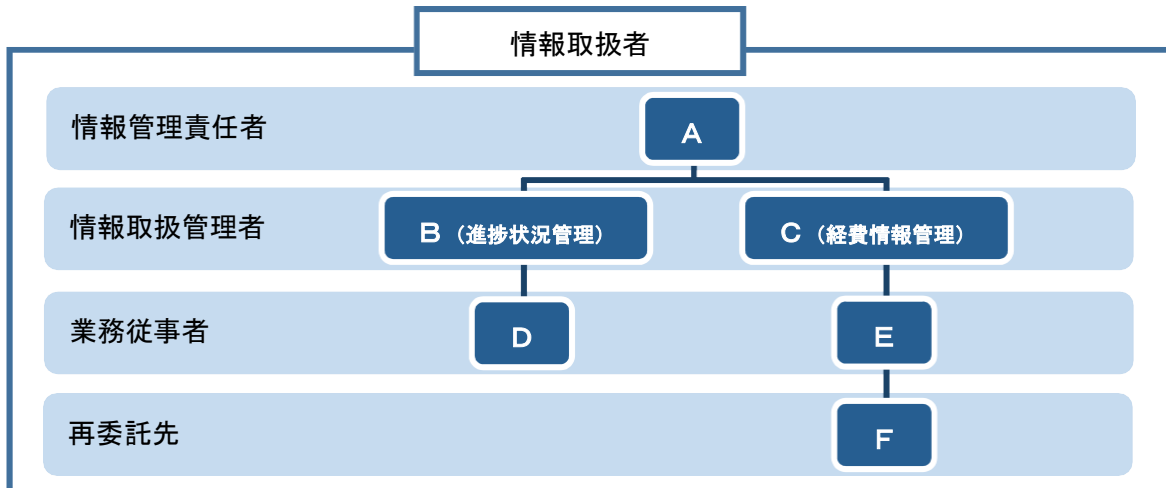 情報取扱者
情報管理責任者
A
情報取扱管理者
B（進捗状況管理）
C（経費情報管理）
業務従事者
D
E
再委託先
F